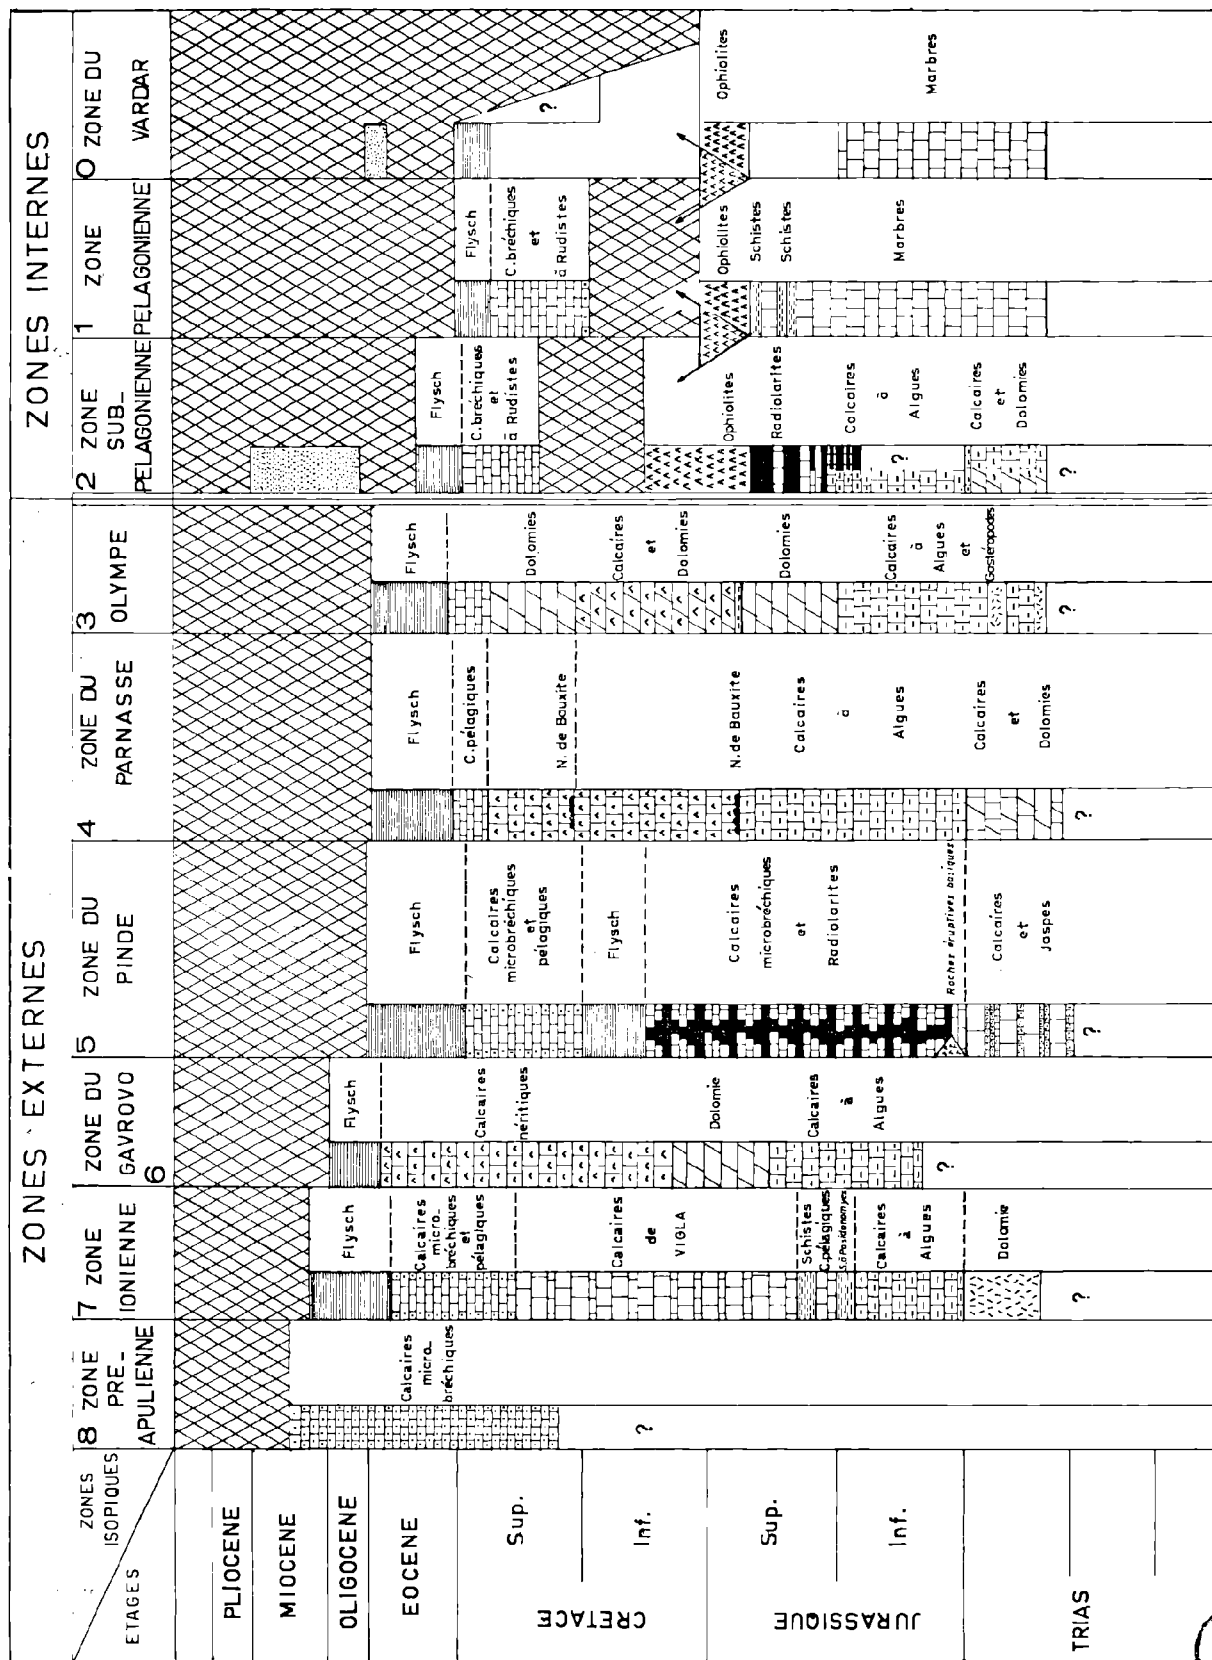 ZONES EXTERNES
ZONES INTERNES
ZONES
ISOPIQUES
ETAGES
8 ZONE
PRE_
APULIENNE
7 ZONE
IONIENNE
ZONE DU
GAVROVO
6
5 ZONE DU
PINDE
4 ZONE DU
PARNASSE
3 OLYMPE
2 ZONE
SUB_
PELAGONIENNE
1 ZONE
PELAGONIENNE
0 ZONE DU
VARDAR
PLIOCENE
MIOCENE
OLIGOCENE
EOCENE
CRETACE
Sup.
Inf.
JURASSIQUE
Sup.
Inf.
TRIAS
Calcaires
micro_
bréchiques
?
Flysch
Calcaires
micro_
bréchiques
et
pélagiques
Calcaires
de
VIGLA
Schistes
C.pélagiques
S.à Posidonomyes
Calcaires
à
Algues
Dolomie
?
Flysch
Calcaires
néritiques
Dolomie
Calcaires
à
Algues
?
Flysch
Calcaires
microbréchiques
et
pélagiques
Flysch
Calcaires
microbréchiques
et
Radiolarites
Roches éruptives basiques
Calcaires
et
Jaspes
?
Flysch
C.pélagiques
N.de Bauxite
N.de Bauxite
Calcaires
à
Algues
Calcaires
et
Dolomies
?
Flysch
Dolomies
Calcaires
et
Dolomies
Dolomies
Calcaires
à
Algues
et
Gastéropodes
?
Flysch
C.bréchiques
et
à Rudistes
Ophiolites
Radiolarites
Calcaires
à
Algues
?
Calcaires
et
Dolomies
?
Flysch
C.bréchiques
et
à Rudistes
Ophiolites
Schistes
Schistes
Marbres
?
Ophiolites
Marbres